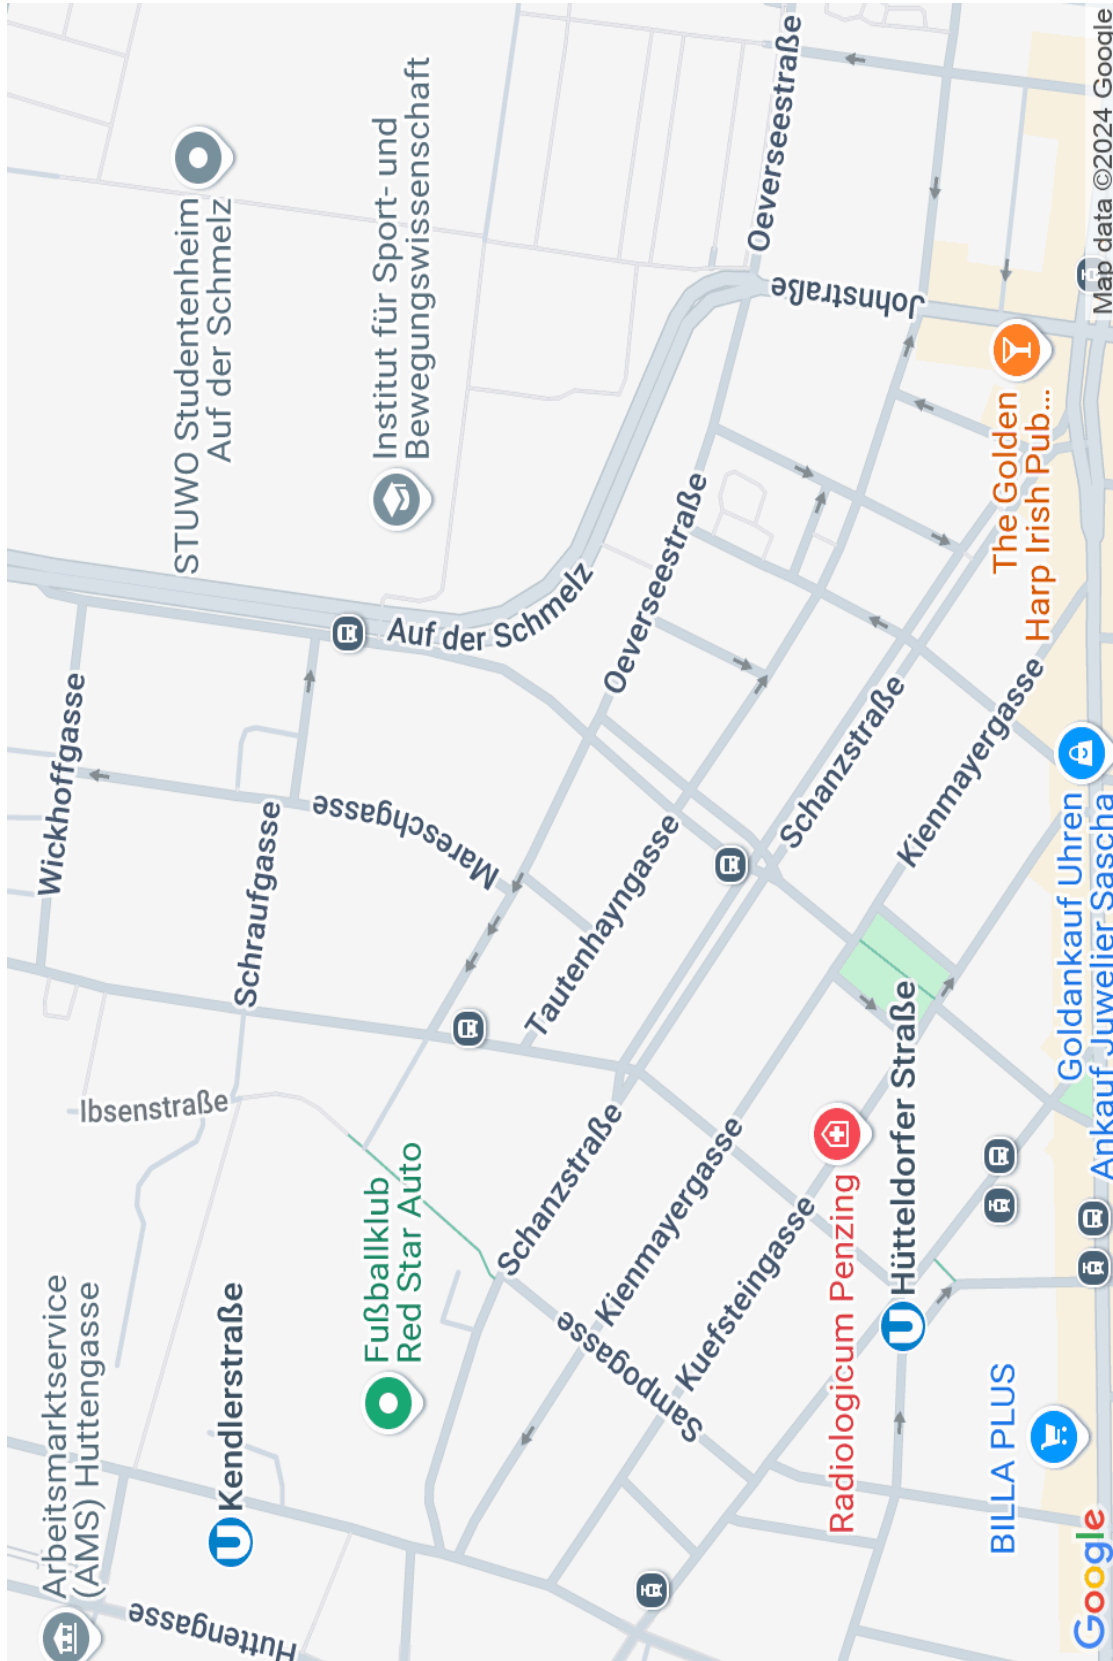 Arbeitsmarktservice
(AMS) Huttengasse
Huttengasse
Kendlerstraße
Ibsenstraße
Wickhoffgasse
Schraufgasse
Mareschgasse
STUWO Studentenheim
Auf der Schmelz
Institut für Sport- und
Bewegungswissenschaft
Auf der Schmelz
Fußballklub
Red Star Auto
Schanzstraße
Tautenhayngasse
Oeverseestraße
Oeverseestraße
Johnstraße
Sampogasse
Kienmayergasse
Kuefsteingasse
Schanzstraße
Kienmayergasse
Radiologicum Penzing
Hütteldorfer Straße
The Golden
Harp Irish Pub...
BILLA PLUS
Goldankauf Uhren
Ankauf Juwelier Sascha
Google
Map data ©2024 Google